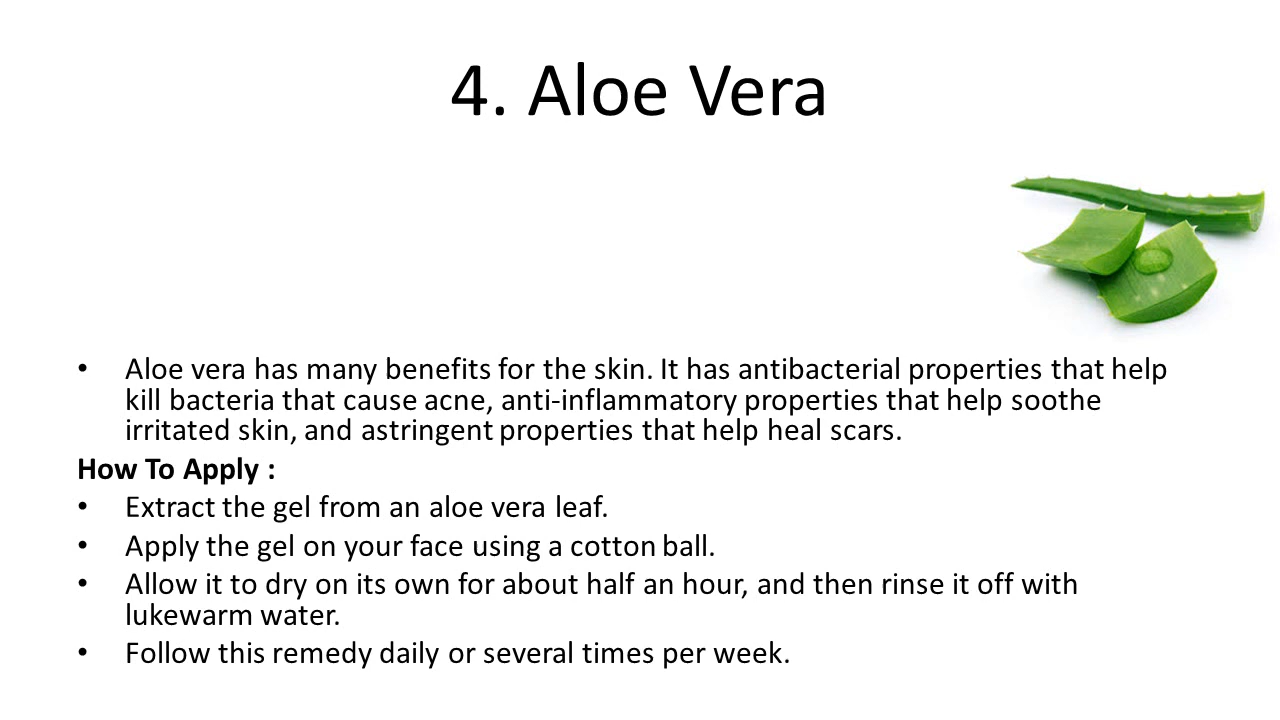 4. Aloe Vera
• Aloe vera has many benefits for the skin. It has antibacterial properties that help
kill bacteria that cause acne, anti-inflammatory properties that help soothe
irritated skin, and astringent properties that help heal scars.
How To Apply :
• Extract the gel from an aloe vera leaf.
• Apply the gel on your face using a cotton ball.
• Allow it to dry on its own for about half an hour, and then rinse it off with
lukewarm water.
• Follow this remedy daily or several times per week.